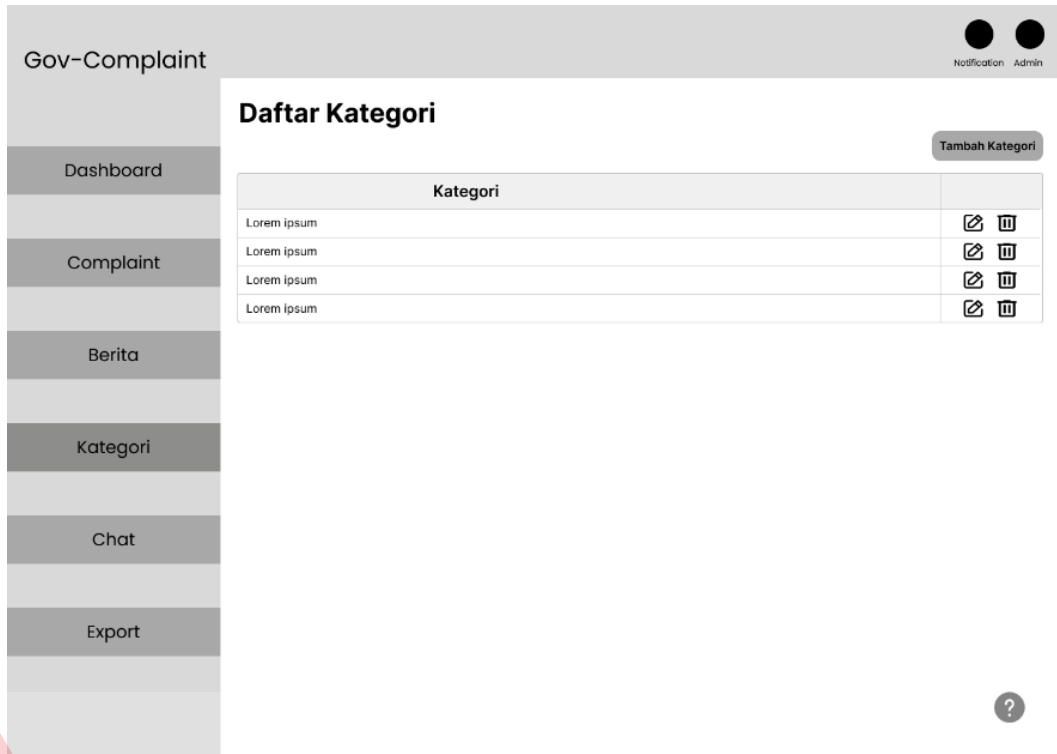 Gov-Complaint
Notification
Admin
Daftar Kategori
Tambah Kategori
Dashboard
Kategori
Lorem ipsum
Lorem ipsum
Complaint
Lorem ipsum
Lorem ipsum
Berita
Kategori
Chat
Export
?